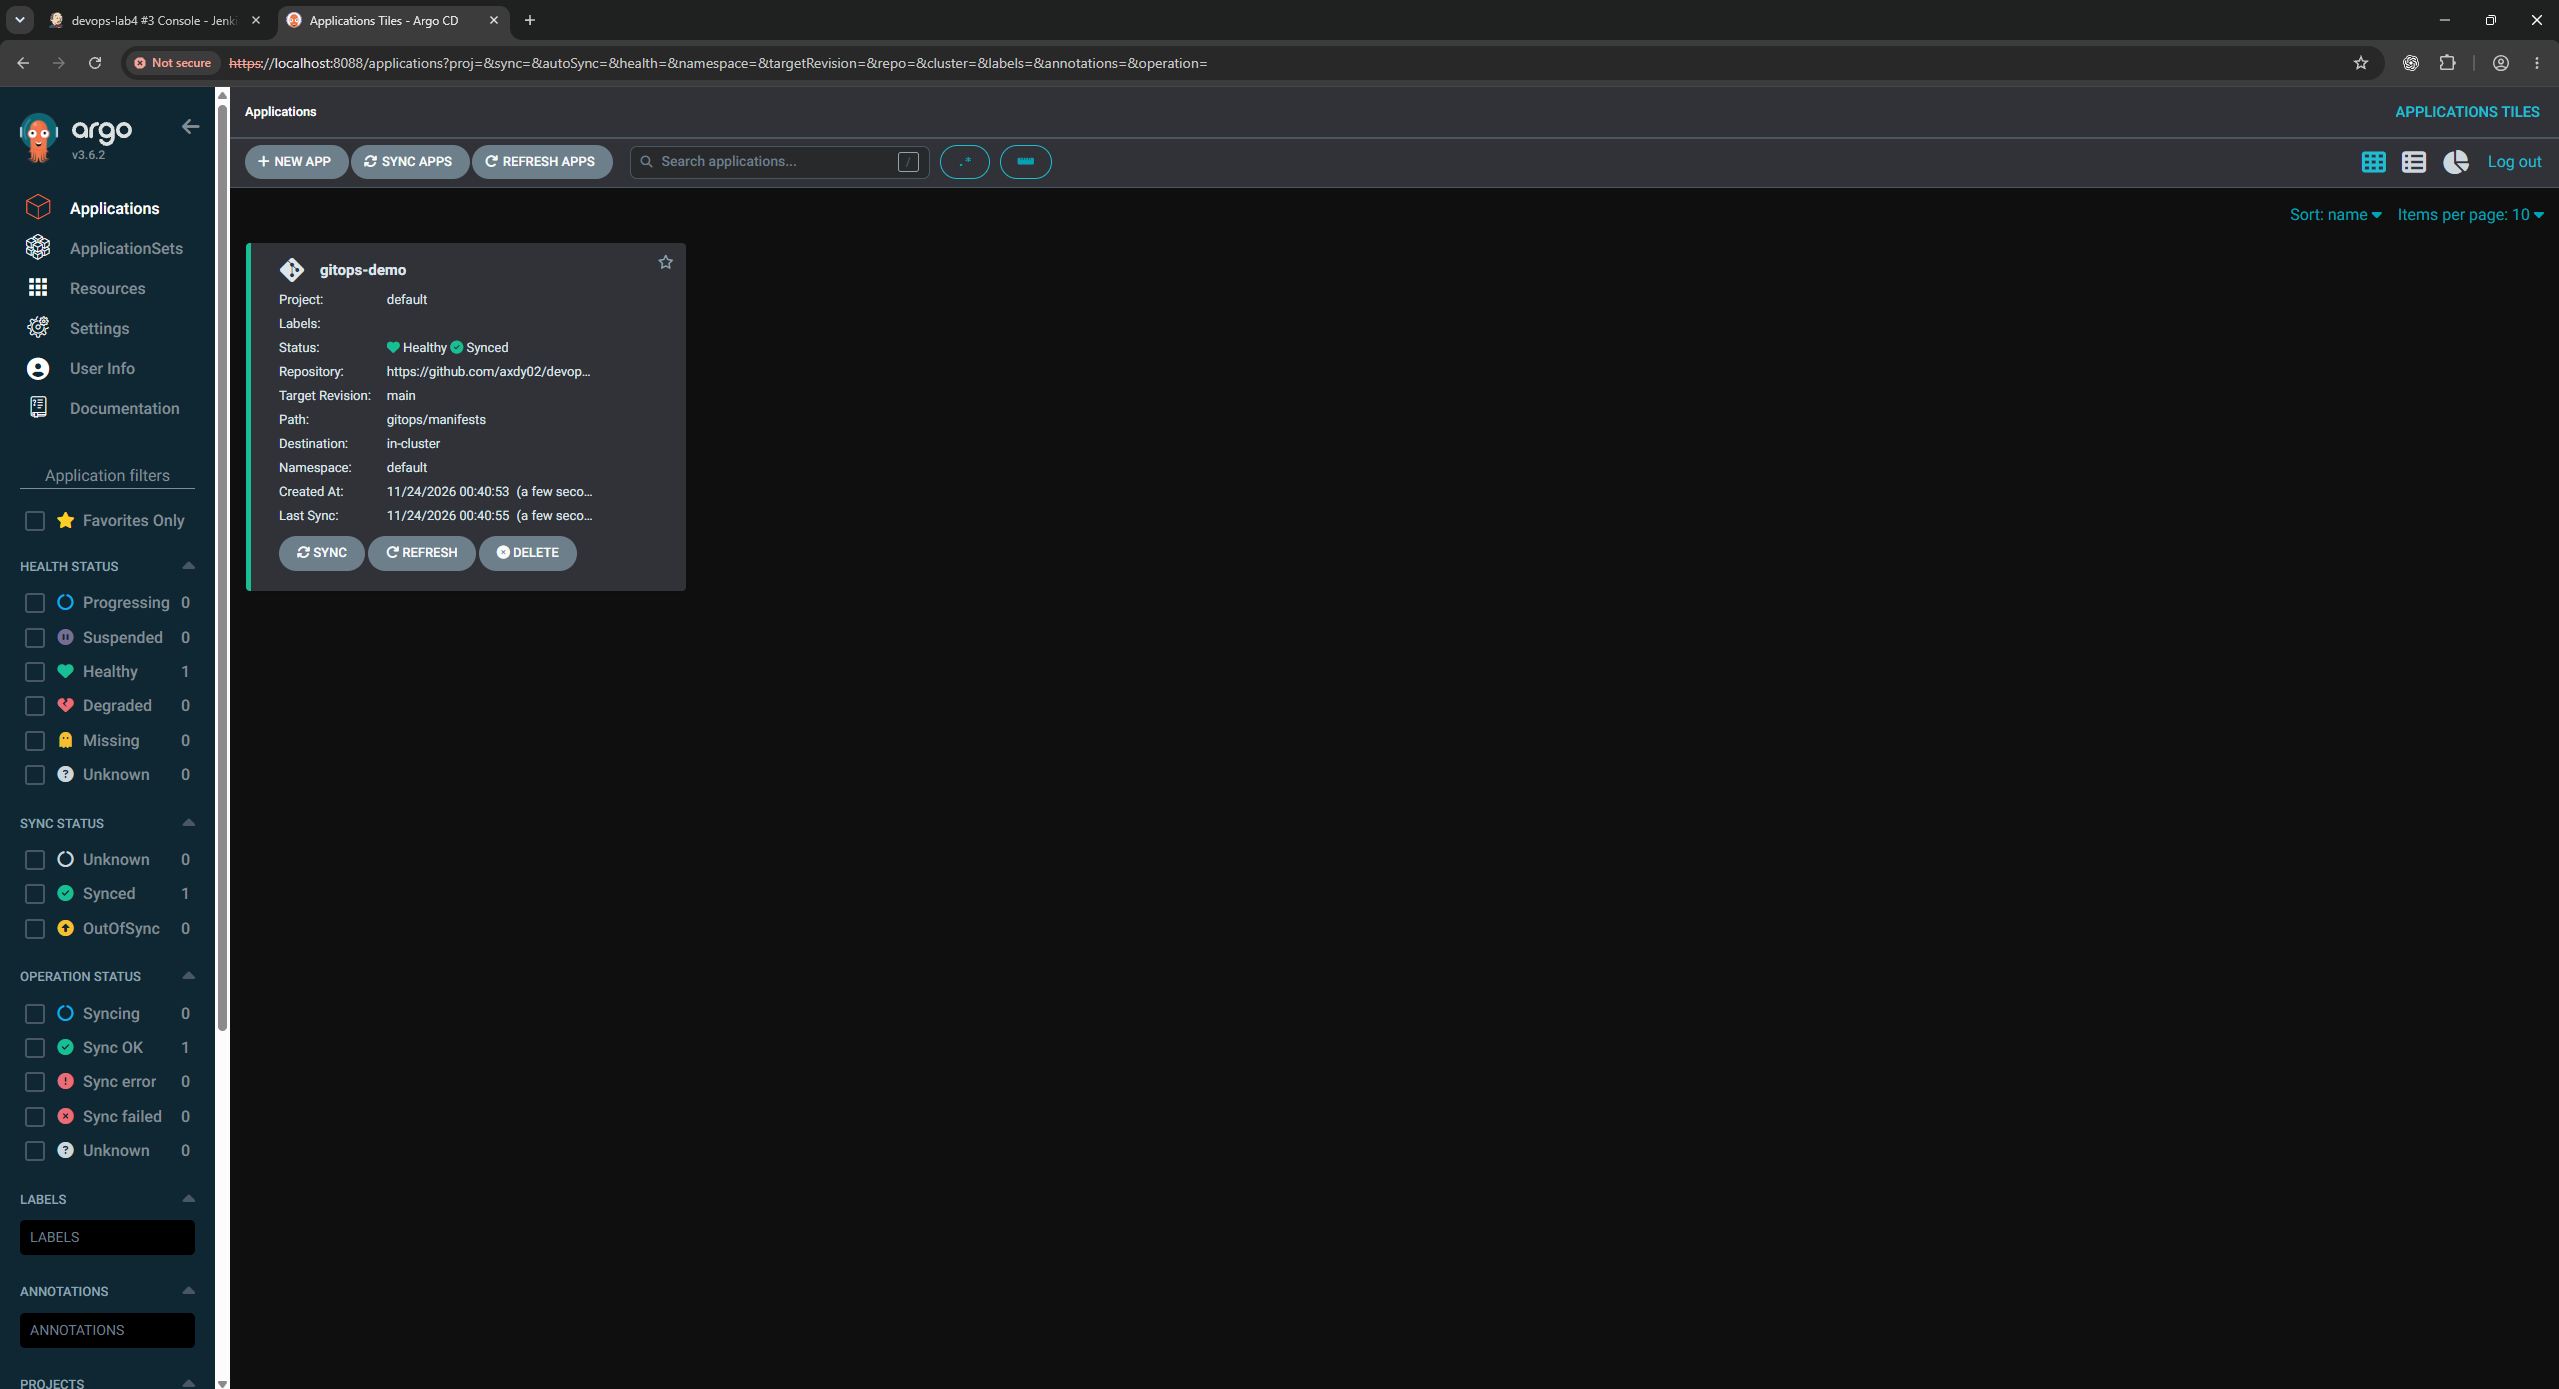 devops-lab4 #3 Console - Jenki
Applications Tiles - Argo CD
Not secure
https://localhost:8088/applications?proj=&sync=&autoSync=&health=&namespace=&targetRevision=&repo=&cluster=&labels=&annotations=&operation=
argo
v3.6.2
Applications
ApplicationSets
Resources
Settings
User Info
Documentation
Application filters
Favorites Only
HEALTH STATUS
Progressing 0
Suspended 0
Healthy 1
Degraded 0
Missing 0
Unknown 0
SYNC STATUS
Unknown 0
Synced 1
OutOfSync 0
OPERATION STATUS
Syncing 0
Sync OK 1
Sync error 0
Sync failed 0
Unknown 0
LABELS
LABELS
ANNOTATIONS
ANNOTATIONS
PROJECTS
Applications
APPLICATIONS TILES
+ NEW APP SYNC APPS REFRESH APPS Search applications... / .* Log out
Sort: name Items per page: 10
gitops-demo
Project: default
Labels:
Status: Healthy Synced
Repository: https://github.com/axdy02/devop...
Target Revision: main
Path: gitops/manifests
Destination: in-cluster
Namespace: default
Created At: 11/24/2026 00:40:53 (a few seco...
Last Sync: 11/24/2026 00:40:55 (a few seco...
SYNC REFRESH DELETE